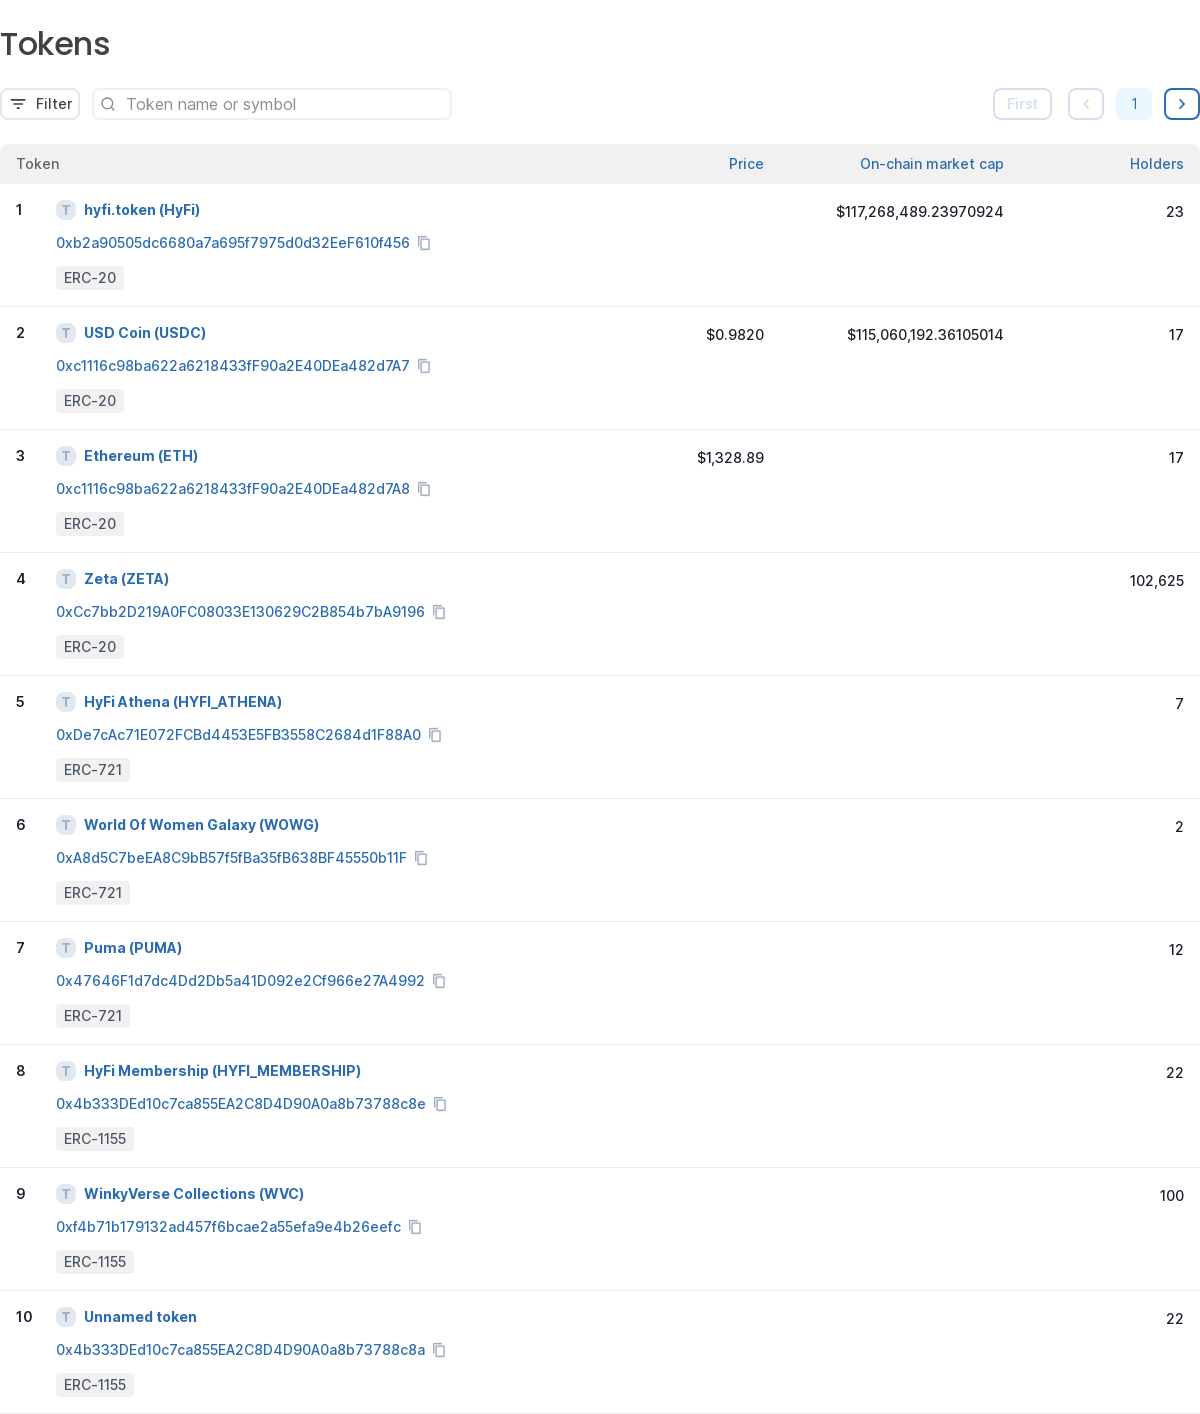 Tokens
Filter
Token name or symbol
First
1
Token Price On-chain market cap Holders
1 T hyfi.token (HyFi) $117,268,489.23970924 23
0xb2a90505dc6680a7a695f7975d0d32EeF610f456
ERC-20
2 T USD Coin (USDC) $0.9820 $115,060,192.36105014 17
0xc1116c98ba622a6218433fF90a2E40DEa482d7A7
ERC-20
3 T Ethereum (ETH) $1,328.89 17
0xc1116c98ba622a6218433fF90a2E40DEa482d7A8
ERC-20
4 T Zeta (ZETA) 102,625
0xCc7bb2D219A0FC08033E130629C2B854b7bA9196
ERC-20
5 T HyFi Athena (HYFI_ATHENA) 7
0xDe7cAc71E072FCBd4453E5FB3558C2684d1F88A0
ERC-721
6 T World Of Women Galaxy (WOWG) 2
0xA8d5C7beEA8C9bB57f5fBa35fB638BF45550b11F
ERC-721
7 T Puma (PUMA) 12
0x47646F1d7dc4Dd2Db5a41D092e2Cf966e27A4992
ERC-721
8 T HyFi Membership (HYFI_MEMBERSHIP) 22
0x4b333DEd10c7ca855EA2C8D4D90A0a8b73788c8e
ERC-1155
9 T WinkyVerse Collections (WVC) 100
0xf4b71b179132ad457f6bcae2a55efa9e4b26eefc
ERC-1155
10 T Unnamed token 22
0x4b333DEd10c7ca855EA2C8D4D90A0a8b73788c8a
ERC-1155